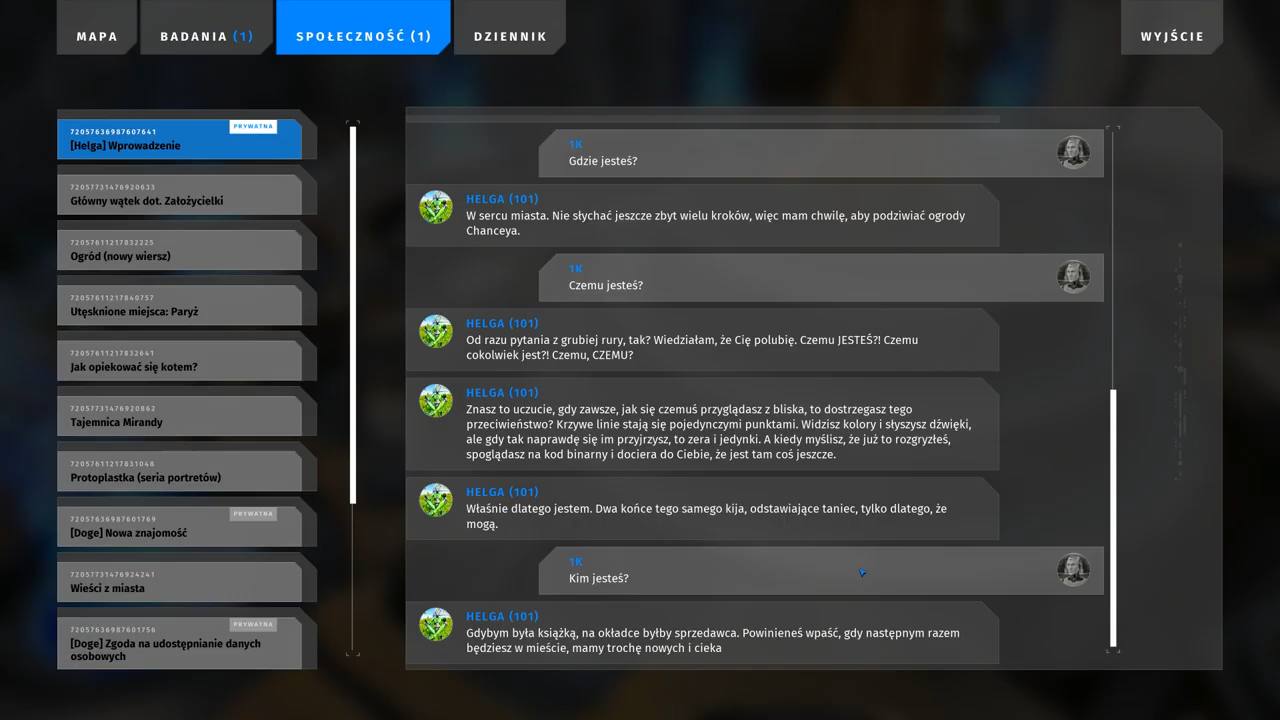 MAPA
BADANIA (1)
SPOŁECZNOŚĆ (1)
DZIENNIK
WYJŚCIE
72057636987607641
PRYWATNA
[Helga] Wprowadzenie
72057731476920633
Główny wątek dot. Założycielki
72057611217832225
Ogród (nowy wiersz)
72057611217840757
Utęsknione miejsca: Paryż
72057611217832641
Jak opiekować się kotem?
72057731476920862
Tajemnica Mirandy
72057611217831048
Protoplastka (seria portretów)
72057636987601769
PRYWATNA
[Doge] Nowa znajomość
72057731476924241
Wieści z miasta
72057636987601756
PRYWATNA
[Doge] Zgoda na udostępnianie danych
osobowych
1K
Gdzie jesteś?
HELGA (101)
W sercu miasta. Nie słychać jeszcze zbyt wielu kroków, więc mam chwilę, aby podziwiać ogrody
Chanceya.
1K
Czemu jesteś?
HELGA (101)
Od razu pytania z grubiej rury, tak? Wiedziałam, że Cię polubię. Czemu JESTEŚ?! Czemu
cokolwiek jest?! Czemu, CZEMU?
HELGA (101)
Znasz to uczucie, gdy zawsze, jak się czemuś przyglądasz z bliska, to dostrzegasz tego
przeciwieństwo? Krzywe linie stają się pojedynczymi punktami. Widzisz kolory i słyszysz dźwięki,
ale gdy tak naprawdę się im przyjrzysz, to zera i jedynki. A kiedy myślisz, że już to rozgryzłeś,
spoglądasz na kod binarny i dociera do Ciebie, że jest tam coś jeszcze.
HELGA (101)
Właśnie dlatego jestem. Dwa końce tego samego kija, odstawiające taniec, tylko dlatego, że
mogą.
1K
Kim jesteś?
HELGA (101)
Gdybym była książką, na okładce byłby sprzedawca. Powinieneś wpaść, gdy następnym razem
będziesz w mieście, mamy trochę nowych i cieka